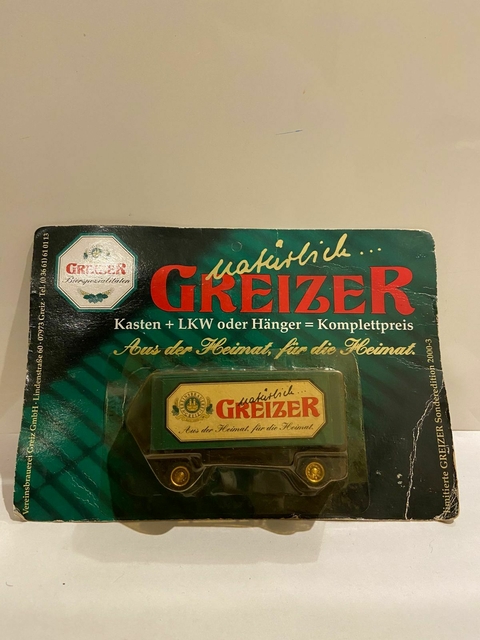 GREIZER
Bierspezialitäten
natürlich...
GREIZER
Kasten + LKW oder Hänger = Komplettpreis
Aus der Heimat, für die Heimat.
natürlich...
GREIZER
Aus der Heimat, für die Heimat.
Vereinsbrauerei Greiz GmbH · Lindenstraße 60 · 07973 Greiz · Tel. (0 36 61) 61 01 13
limitierte GREIZER Sonderedition 2000-3